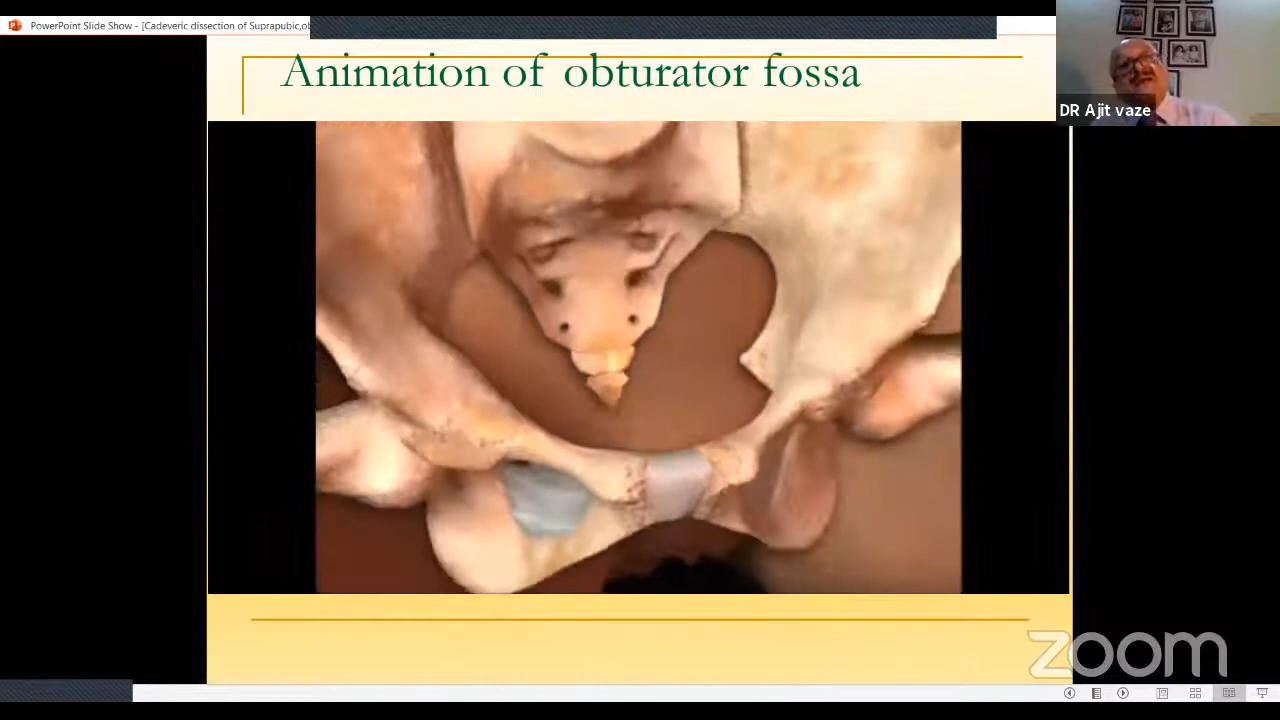 PowerPoint Slide Show - [Cadeveric dissection of Suprapubic,ob
Animation of obturator fossa
DR Ajit vaze
zoom